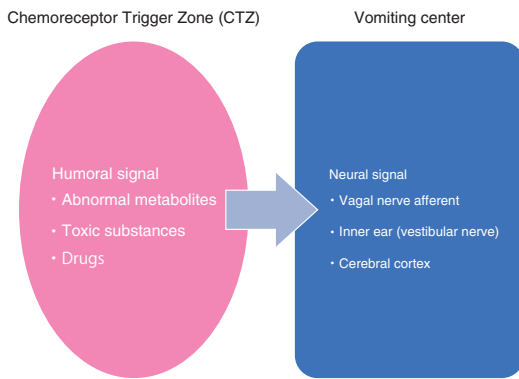 Chemoreceptor Trigger Zone (CTZ)
Vomiting center
Humoral signal
・Abnormal metabolites
・Toxic substances
・Drugs
Neural signal
・Vagal nerve afferent
・Inner ear (vestibular nerve)
・Cerebral cortex